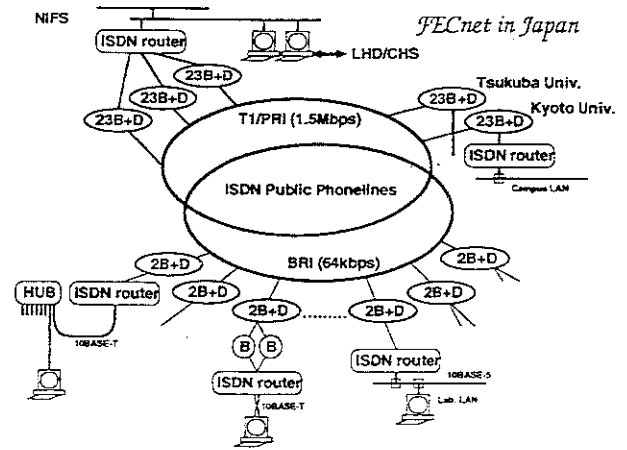 NIFS
FECnet in Japan
ISDN router
LHD/CHS
23B+D
23B+D
23B+D
Tsukuba Univ.
23B+D
Kyoto Univ.
23B+D
T1/PRI (1.5Mbps)
ISDN router
Campus LAN
ISDN Public Phonelines
BRI (64kbps)
2B+D
2B+D
HUB
ISDN router
2B+D
2B+D
2B+D
2B+D
10BASE-T
B
B
ISDN router
ISDN router
10BASE-5
10BASE-T
Lab. LAN